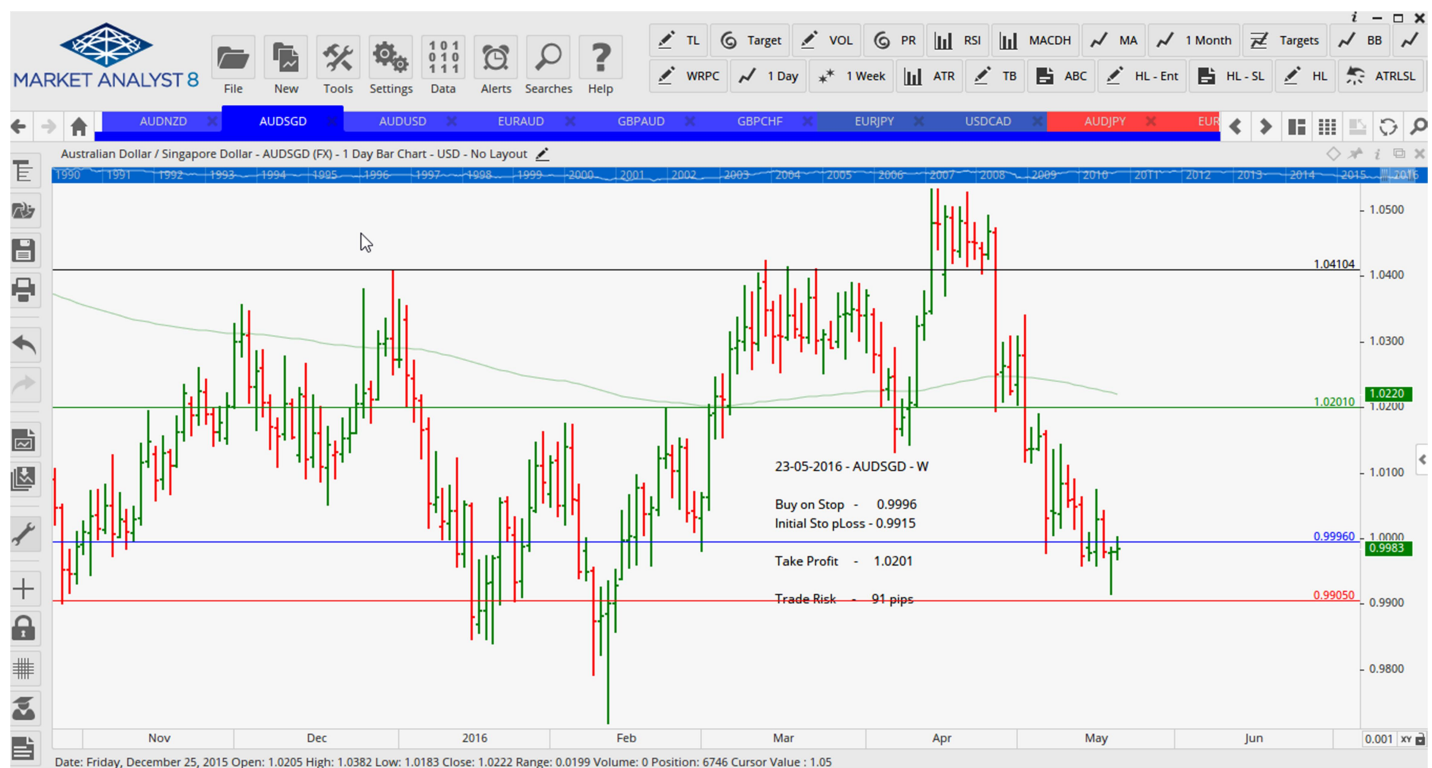 MARKET ANALYST 8
File New Tools Settings Data Alerts Searches Help
101
010
111
TL Target VOL PR RSI MACDH MA 1 Month Targets BB
WRPC 1 Day 1 Week ATR TB ABC HL - Ent HL - SL HL ATRLSL
AUDNZD AUDSGD AUDUSD EURAUD GBPAUD GBPCHF EURJPY USDCAD AUDJPY EUR
Australian Dollar / Singapore Dollar - AUDSGD (FX) - 1 Day Bar Chart - USD - No Layout
1990 1991 1992 1993 1994 1995 1996 1997 1998 1999 2000 2001 2002 2003 2004 2005 2006 2007 2008 2009 2010 2011 2012 2013 2014 2015 2016
1.0500
1.04104
1.0400
1.0300
1.0220
1.02010
1.0200
23-05-2016 - AUDSGD - W
1.0100
Buy on Stop - 0.9996
Initial Sto pLoss - 0.9915
0.99960
1.0000
0.9983
Take Profit - 1.0201
Trade Risk - 91 pips
0.99050
0.9900
0.9800
Nov Dec 2016 Feb Mar Apr May Jun
0.001 XY
Date: Friday, December 25, 2015 Open: 1.0205 High: 1.0382 Low: 1.0183 Close: 1.0222 Range: 0.0199 Volume: 0 Position: 6746 Cursor Value : 1.05